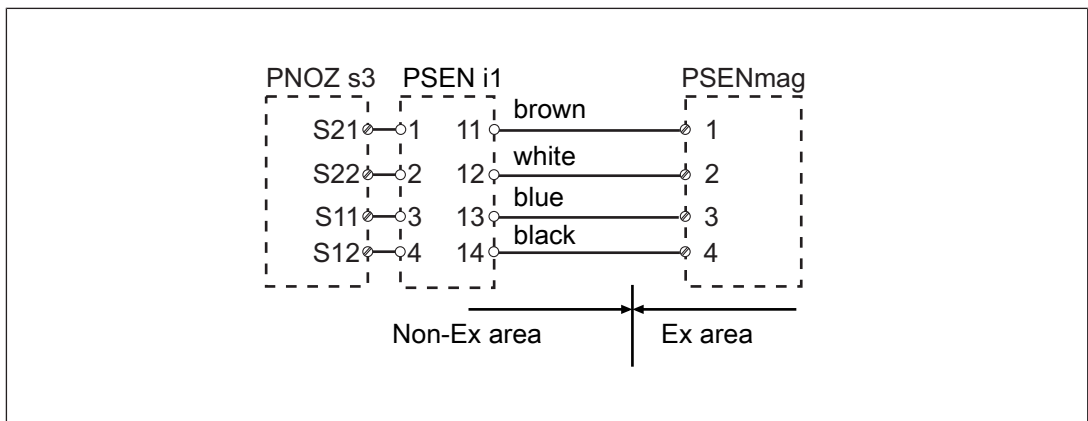 PNOZ s3 PSEN i1 PSENmag
brown
S21 1 11 1
white
S22 2 12 2
blue
S11 3 13 3
black
S12 4 14 4
Non-Ex area Ex area